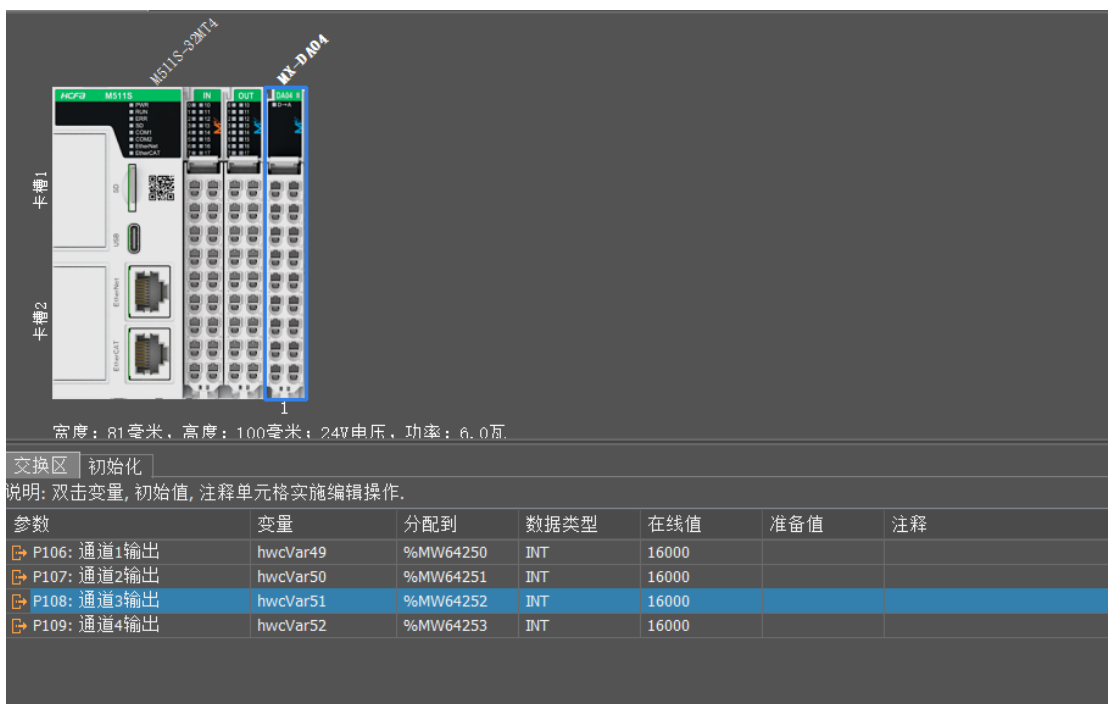 M511S-32MT4
MX-DA04
HCFA M511S IN OUT DA04
PWR
RUN
ERR
SD
COM1
COM2
EtherNet
EtherCAT
D→A
卡槽1
SD
USB
EtherNet
卡槽2
EtherCAT
1
宽度: 81毫米, 高度: 100毫米; 24V电压, 功率: 6.0瓦
交换区 初始化
说明: 双击变量, 初始值, 注释单元格实施编辑操作.
参数 变量 分配到 数据类型 在线值 准备值 注释
P106: 通道1输出 hwcVar49 %MW64250 INT 16000
P107: 通道2输出 hwcVar50 %MW64251 INT 16000
P108: 通道3输出 hwcVar51 %MW64252 INT 16000
P109: 通道4输出 hwcVar52 %MW64253 INT 16000